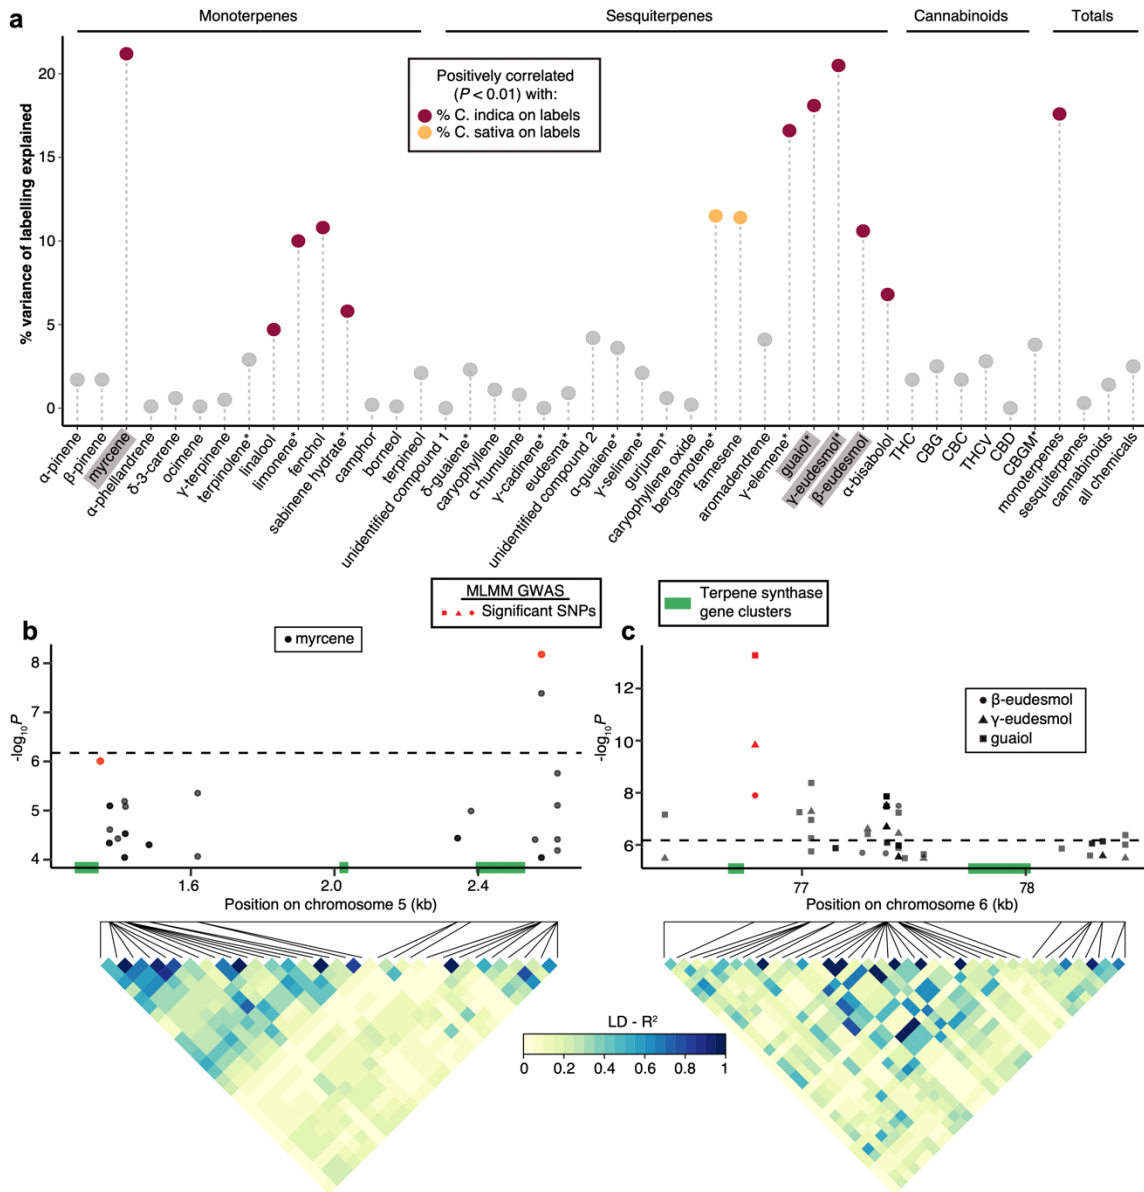 a
Monoterpenes Sesquiterpenes Cannabinoids Totals
% variance of labelling explained
20
15
10
5
0
Positively correlated
(P < 0.01) with:
% C. indica on labels
% C. sativa on labels
α-pinene
β-pinene
myrcene
α-phellandrene
δ-3-carene
ocimene
γ-terpinene
terpinolene*
linalool
limonene*
fenchol
sabinene hydrate*
camphor
borneol
terpineol
unidentified compound 1
δ-guaiene*
caryophyllene
α-humulene
γ-cadinene*
eudesma*
unidentified compound 2
α-guaiene*
γ-selinene*
gurjunen*
caryophyllene oxide
berganotene*
farnesene
aromadendrene
γ-elemene*
guaiol*
γ-eudesmol*
β-eudesmol
α-bisabolol
THC
CBG
CBC
THCV
CBD
CBGM*
monoterpenes
sesquiterpenes
cannabinoids
all chemicals
MLMM GWAS
Significant SNPs
Terpene synthase
gene clusters
b
myrcene
-log10P
8
7
6
5
4
1.6 2.0 2.4
Position on chromosome 5 (kb)
c
β-eudesmol
γ-eudesmol
guaiol
-log10P
12
10
8
6
77 78
Position on chromosome 6 (kb)
LD - R²
0 0.2 0.4 0.6 0.8 1